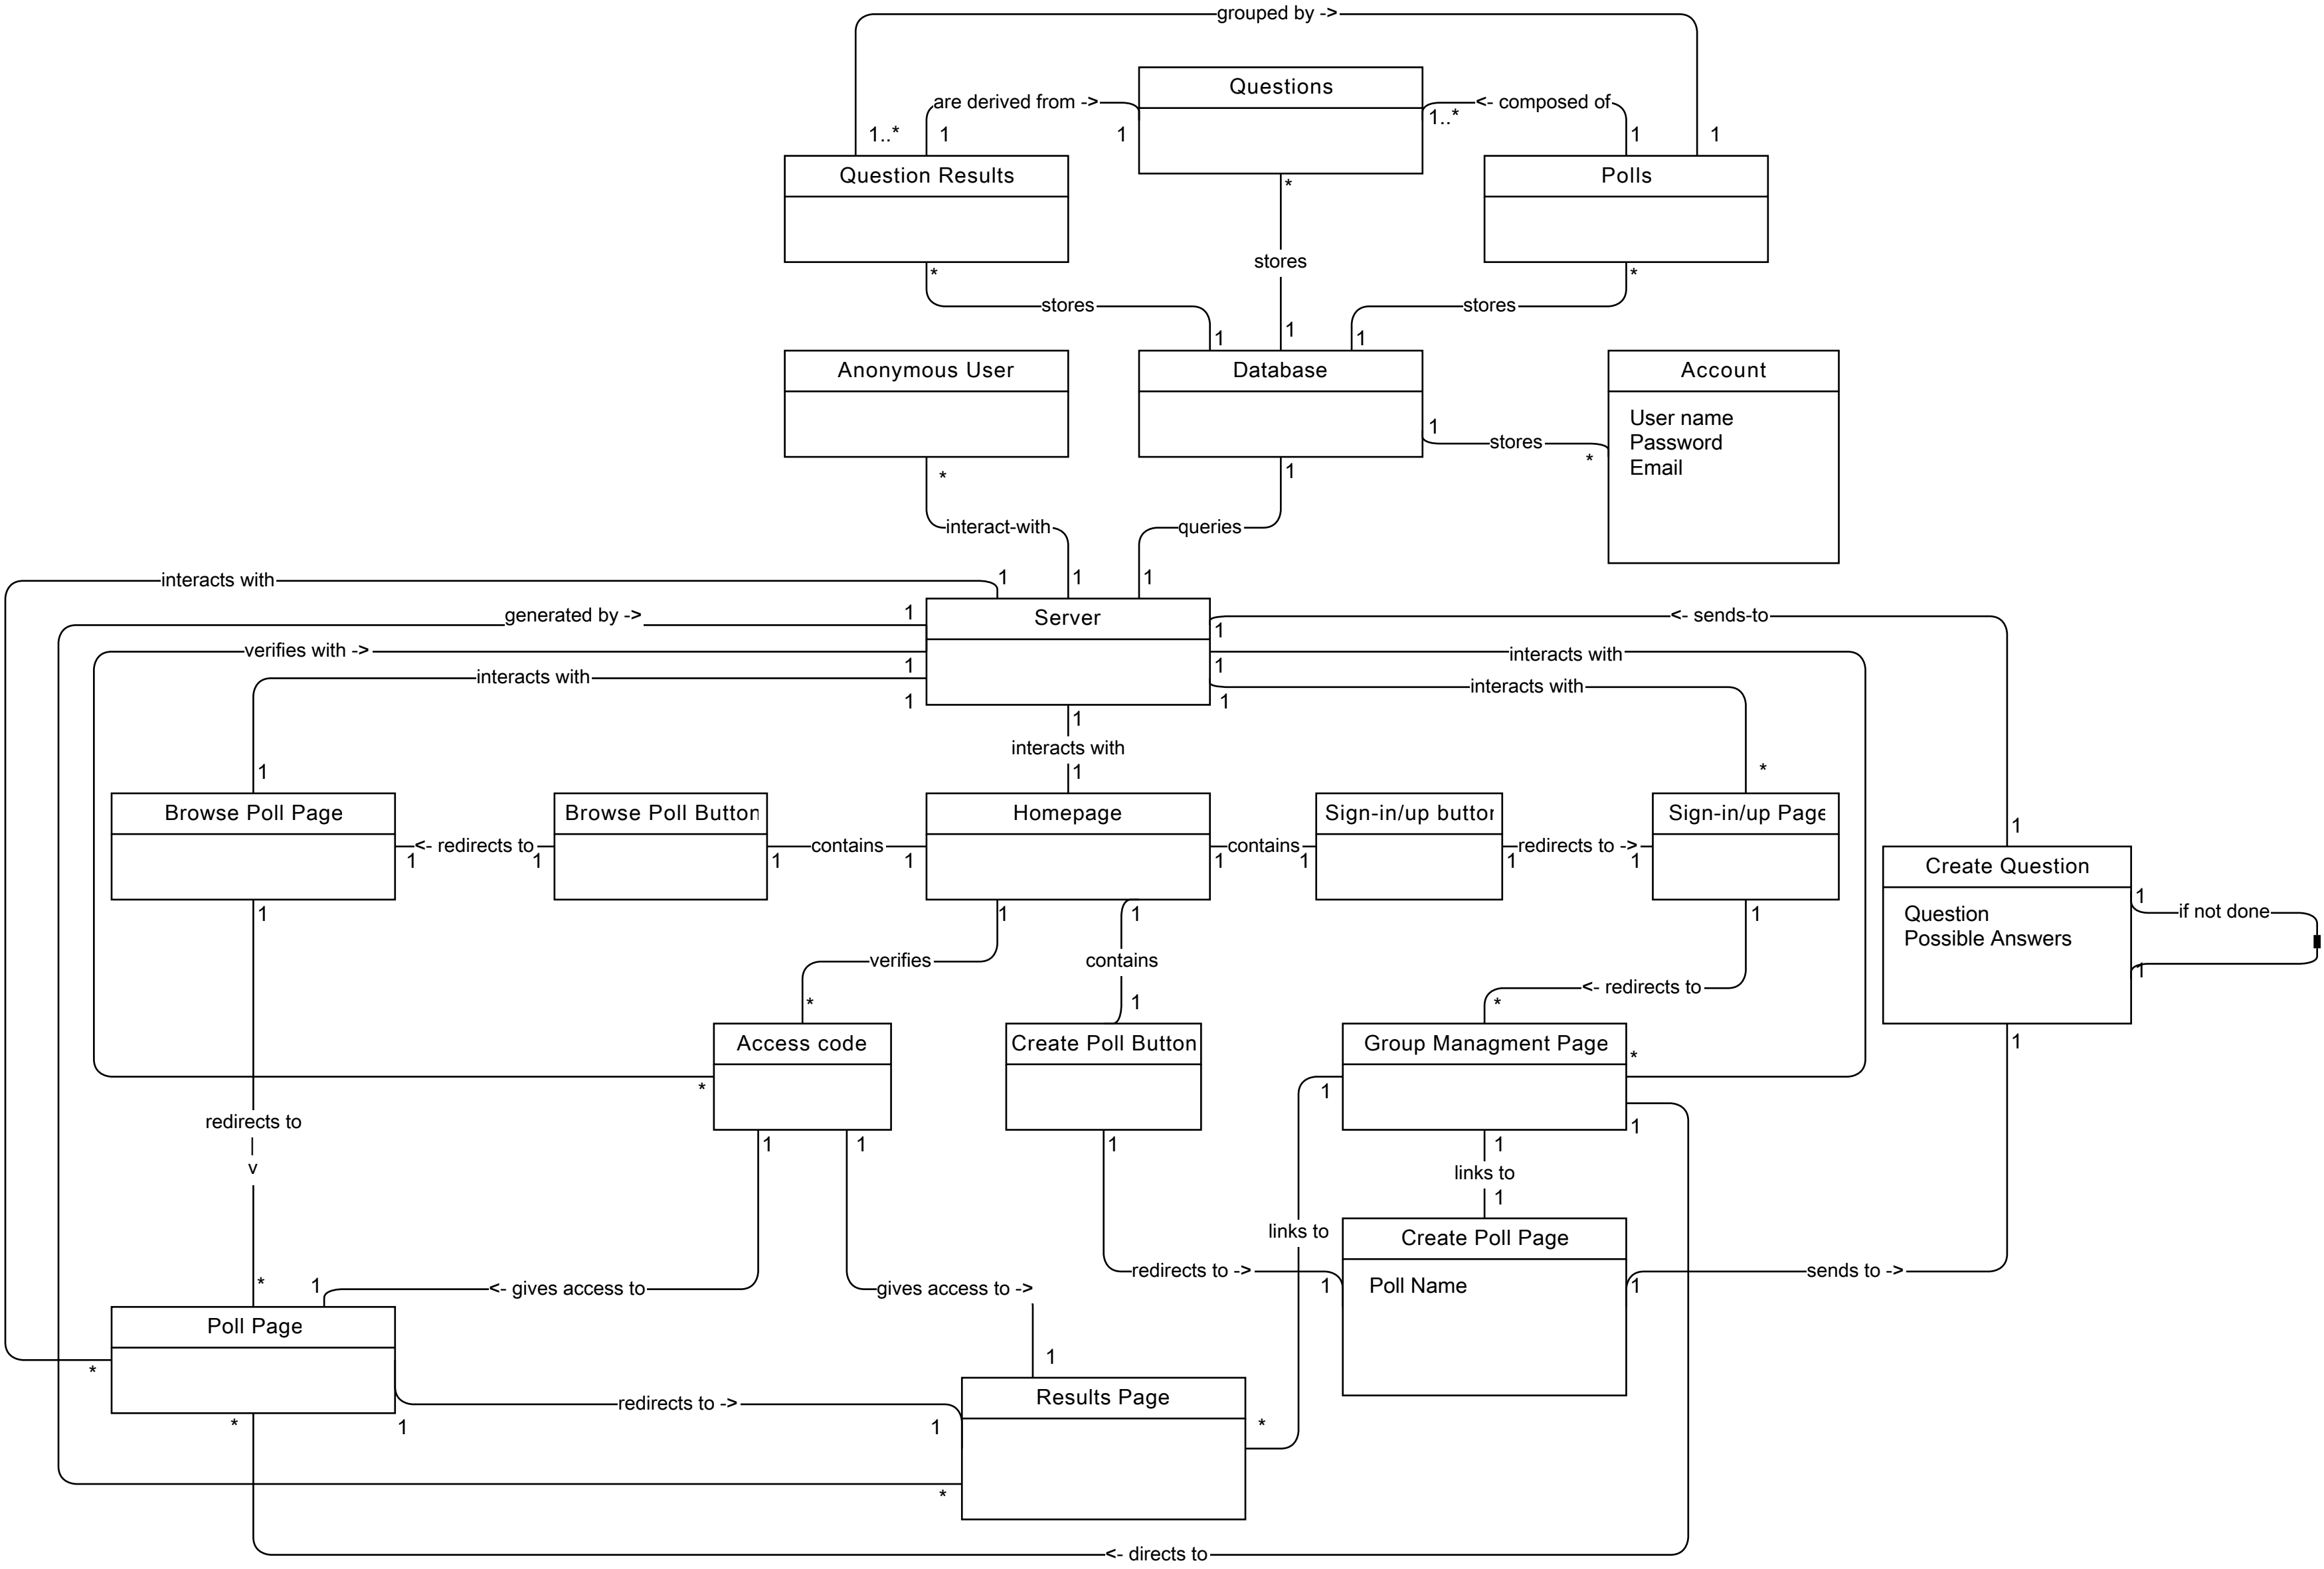 grouped by ->
Questions
are derived from ->
<- composed of
1..*
1..*
1
1
1
1
Question Results
Polls
*
*
stores
*
stores
stores
1
1
1
Anonymous User
Database
Account
User name
Password
Email
1
stores
*
*
1
interact-with
queries
interacts with
1
1
1
generated by ->
1
Server
<- sends-to
1
verifies with ->
interacts with
1
1
interacts with
interacts with
1
1
1
interacts with
1
1
*
Browse Poll Page
Browse Poll Button
Homepage
Sign-in/up button
Sign-in/up Page
1
<- redirects to
contains
contains
redirects to ->
1
1
1
1
1
1
1
1
Create Question
Question
Possible Answers
1
if not done
1
1
1
1
1
verifies
contains
<- redirects to
*
1
*
Access code
Create Poll Button
Group Managment Page
*
1
*
1
redirects to
|
v
1
1
1
1
1
links to
1
links to
Create Poll Page
Poll Name
redirects to ->
1
1
sends to ->
*
1
<- gives access to
gives access to ->
Poll Page
1
*
Results Page
redirects to ->
*
*
1
1
*
<- directs to